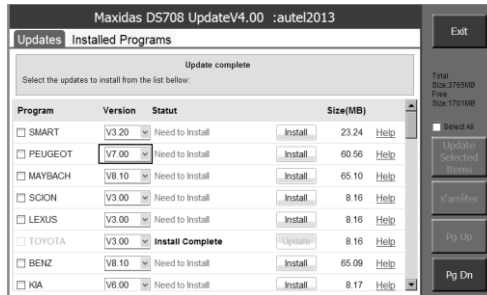 Maxidas DS708 UpdateV4.00 :autel2013
Exit
Updates Installed Programs
Update complete
Select the updates to install from the list bellow:
Total
Size:3765MB
Free
Size:1701MB
Select All
Program Version Statut Size(MB)
SMART V3.20 Need to Install Install 23.24 Help
PEUGEOT V7.00 Need to Install Install 60.56 Help
MAYBACH V8.10 Need to Install Install 65.10 Help
SCION V3.00 Need to Install Install 8.16 Help
LEXUS V3.00 Need to Install Install 8.16 Help
TOYOTA V3.00 Install Complete Update 8.16 Help
BENZ V8.10 Need to Install Install 65.09 Help
KIA V6.00 Need to Install Install 8.17 Help
Update
Selected
Items
s'arrêter
Pg Up
Pg Dn